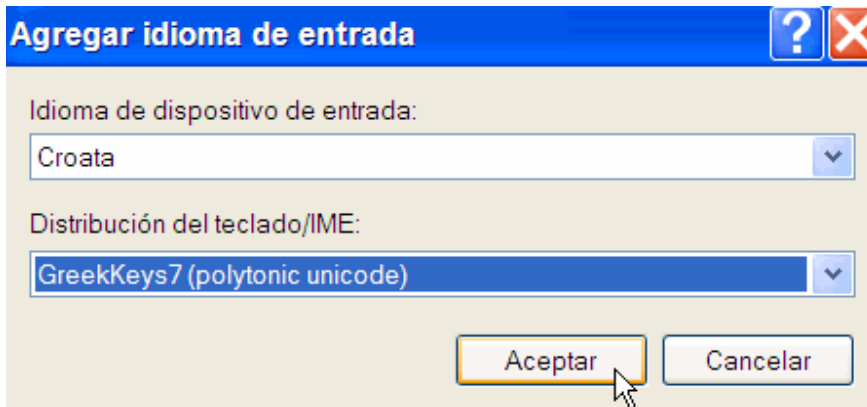 Agregar idioma de entrada
Idioma de dispositivo de entrada:
Croata
Distribución del teclado/IME:
GreekKeys7 (polytonic unicode)
Aceptar Cancelar